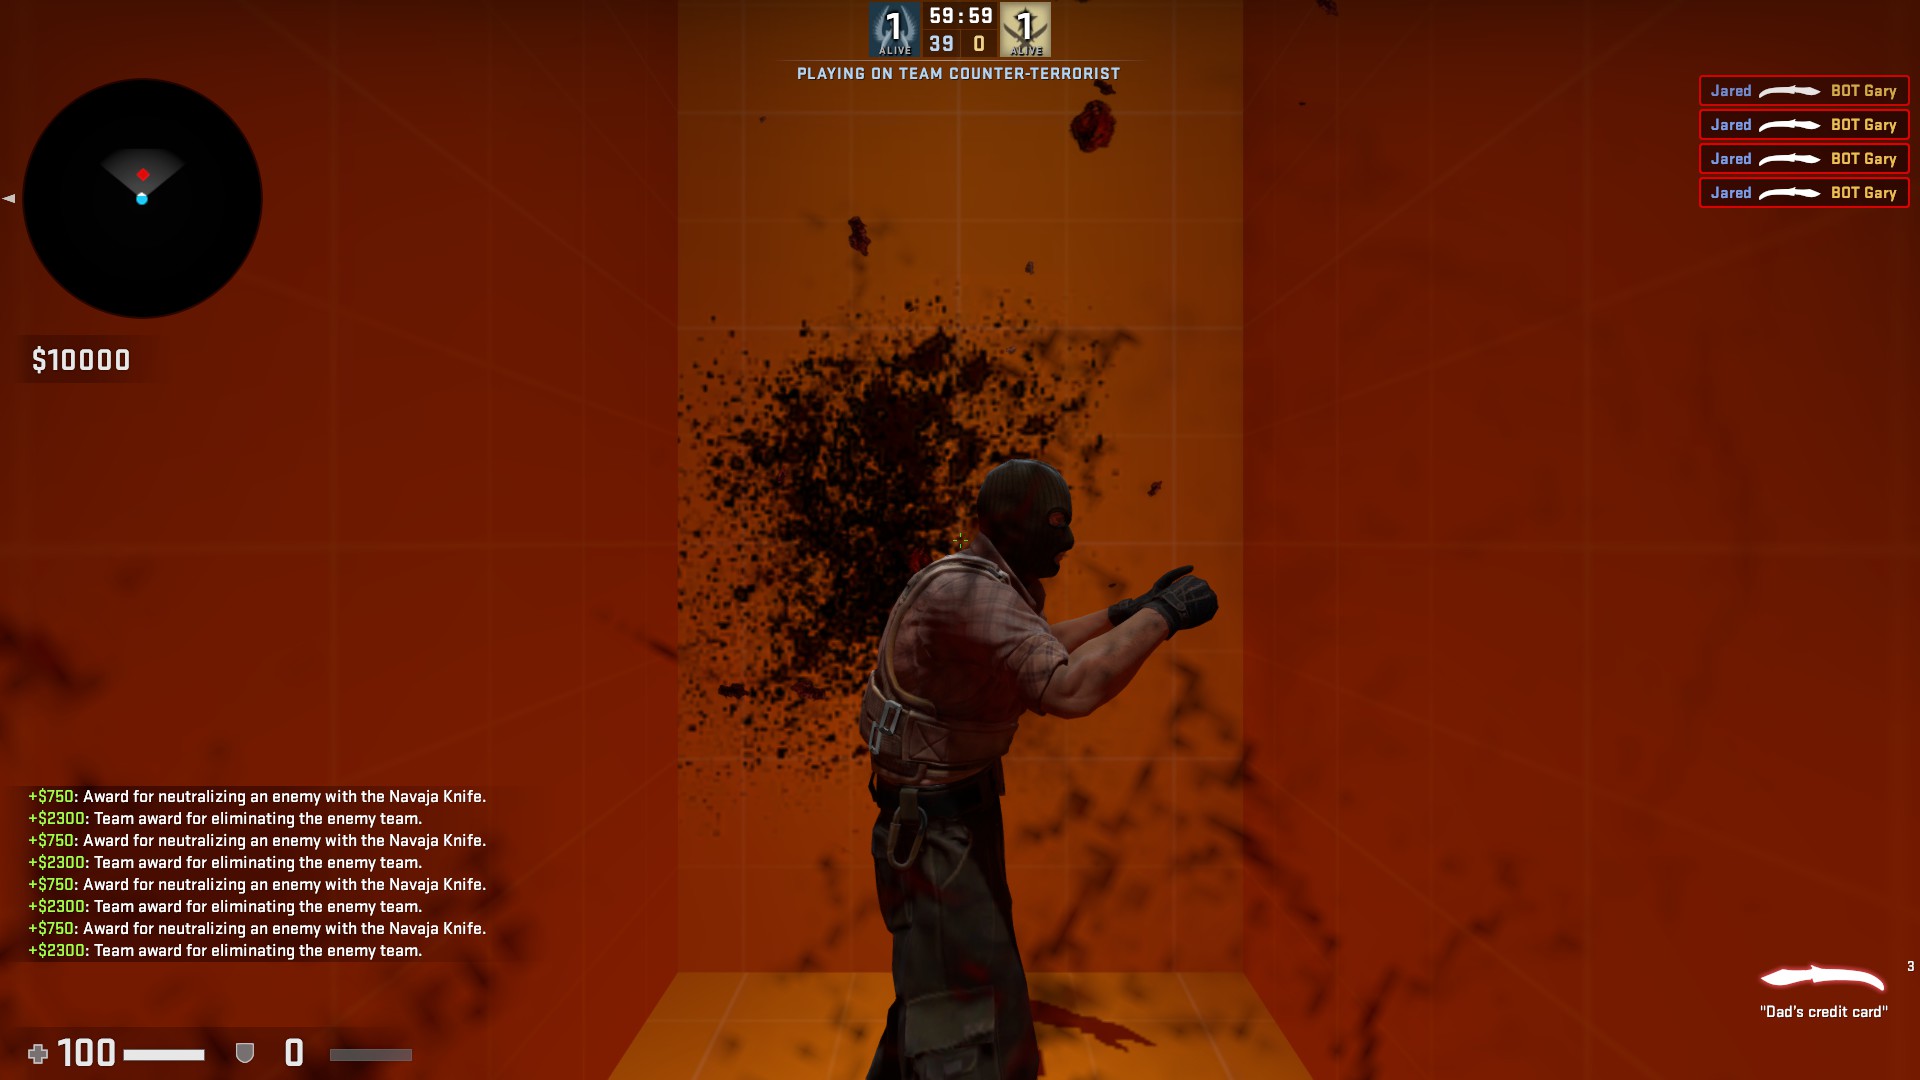 1 59:59 1
ALIVE 39 0 ALIVE
PLAYING ON TEAM COUNTER-TERRORIST
Jared BOT Gary
Jared BOT Gary
Jared BOT Gary
Jared BOT Gary
$10000
+$750: Award for neutralizing an enemy with the Navaja Knife.
+$2300: Team award for eliminating the enemy team.
+$750: Award for neutralizing an enemy with the Navaja Knife.
+$2300: Team award for eliminating the enemy team.
+$750: Award for neutralizing an enemy with the Navaja Knife.
+$2300: Team award for eliminating the enemy team.
+$750: Award for neutralizing an enemy with the Navaja Knife.
+$2300: Team award for eliminating the enemy team.
3
"Dad's credit card"
100 0